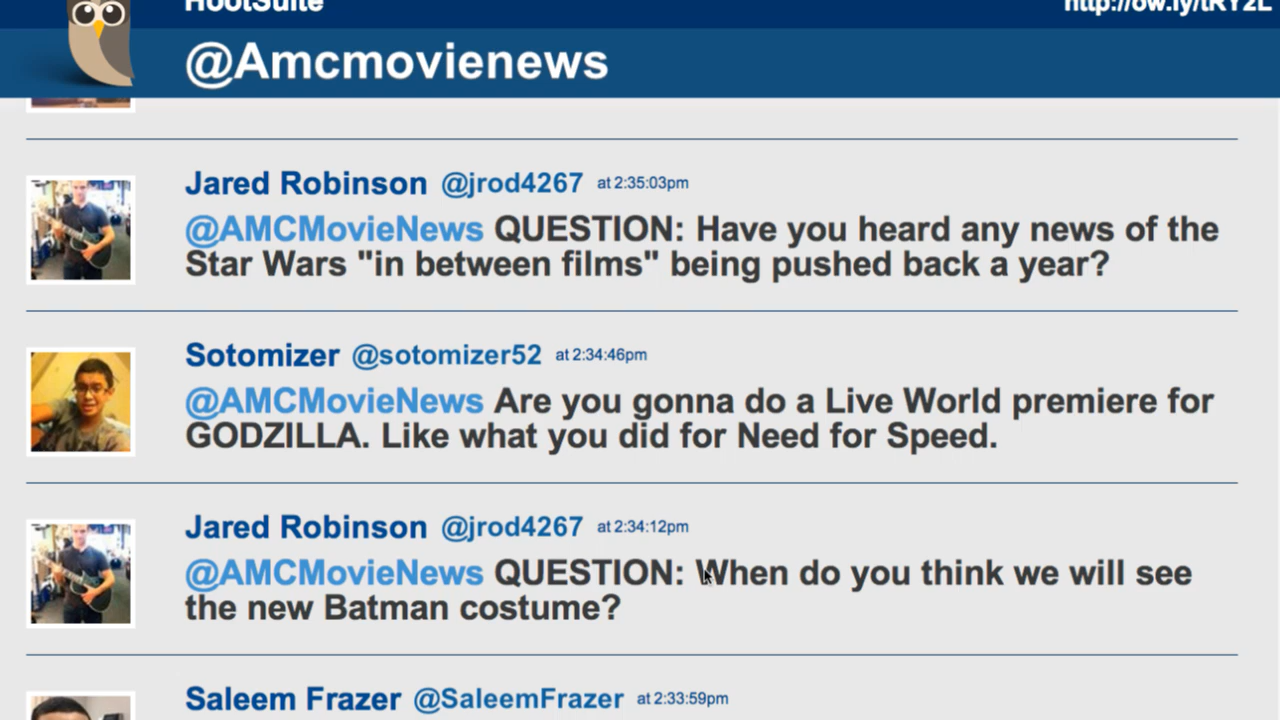 HootSuite
http://ow.ly/tRY2L
@Amcmovienews
Jared Robinson @jrod4267 at 2:35:03pm
@AMCMovieNews QUESTION: Have you heard any news of the
Star Wars "in between films" being pushed back a year?
Sotomizer @sotomizer52 at 2:34:46pm
@AMCMovieNews Are you gonna do a Live World premiere for
GODZILLA. Like what you did for Need for Speed.
Jared Robinson @jrod4267 at 2:34:12pm
@AMCMovieNews QUESTION: When do you think we will see
the new Batman costume?
Saleem Frazer @SaleemFrazer at 2:33:59pm